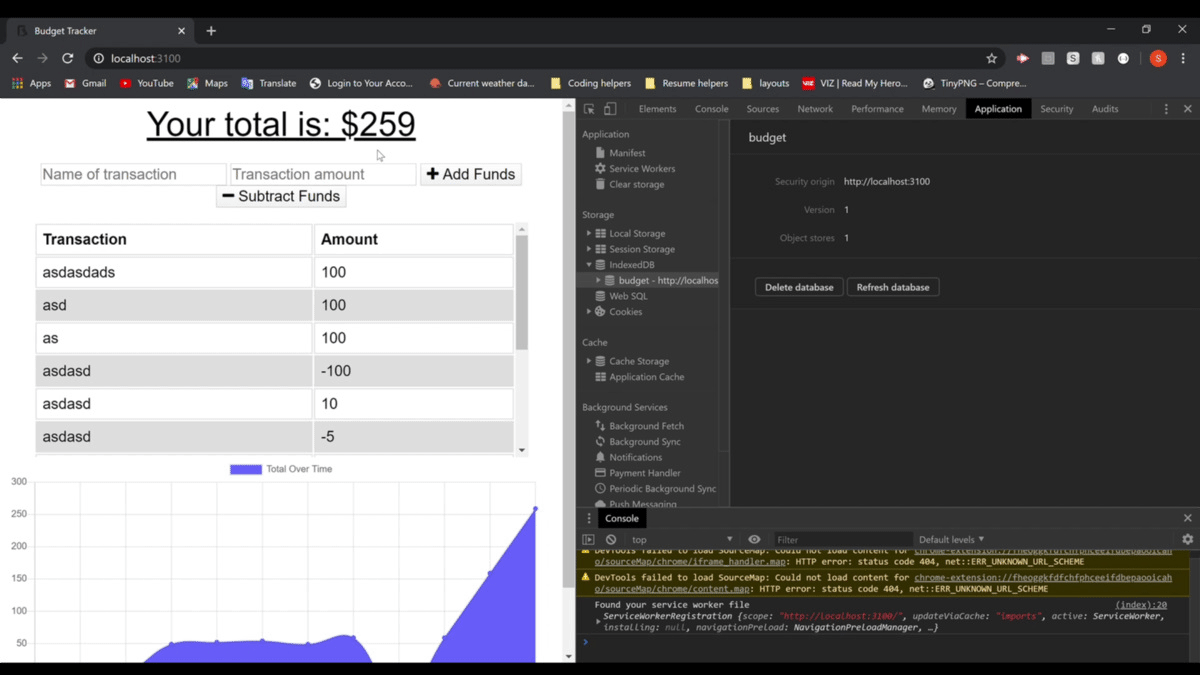 Budget Tracker
localhost:3100
Apps Gmail YouTube Maps Translate Login to Your Acco... Current weather da... Coding helpers Resume helpers layouts VIZ | Read My Hero... TinyPNG – Compre...
Your total is: $259
Name of transaction Transaction amount + Add Funds
− Subtract Funds
Transaction Amount
asdasdads 100
asd 100
as 100
asdasd -100
asdasd 10
asdasd -5
Total Over Time
300
250
200
150
100
50
Elements Console Sources Network Performance Memory Application Security Audits
Application
Manifest
Service Workers
Clear storage
Storage
Local Storage
Session Storage
IndexedDB
budget - http://localhos
Web SQL
Cookies
Cache
Cache Storage
Application Cache
Background Services
Background Fetch
Background Sync
Notifications
Payment Handler
Periodic Background Sync
Push Messaging
budget
Security origin http://localhost:3100
Version 1
Object stores 1
Delete database Refresh database
Console
top Filter Default levels
DevTools failed to load SourceMap: Could not load content for
o/sourceMap/chrome/iframe_handler.map: HTTP error: status code 404, net::ERR_UNKNOWN_URL_SCHEME
DevTools failed to load SourceMap: Could not load content for
o/sourceMap/chrome/content.map: HTTP error: status code 404, net::ERR_UNKNOWN_URL_SCHEME
Found your service worker file (index):20
ServiceWorkerRegistration {scope: "http://localhost:3100/", updateViaCache: "imports", active: ServiceWorker,
installing: null, navigationPreload: NavigationPreloadManager, …}